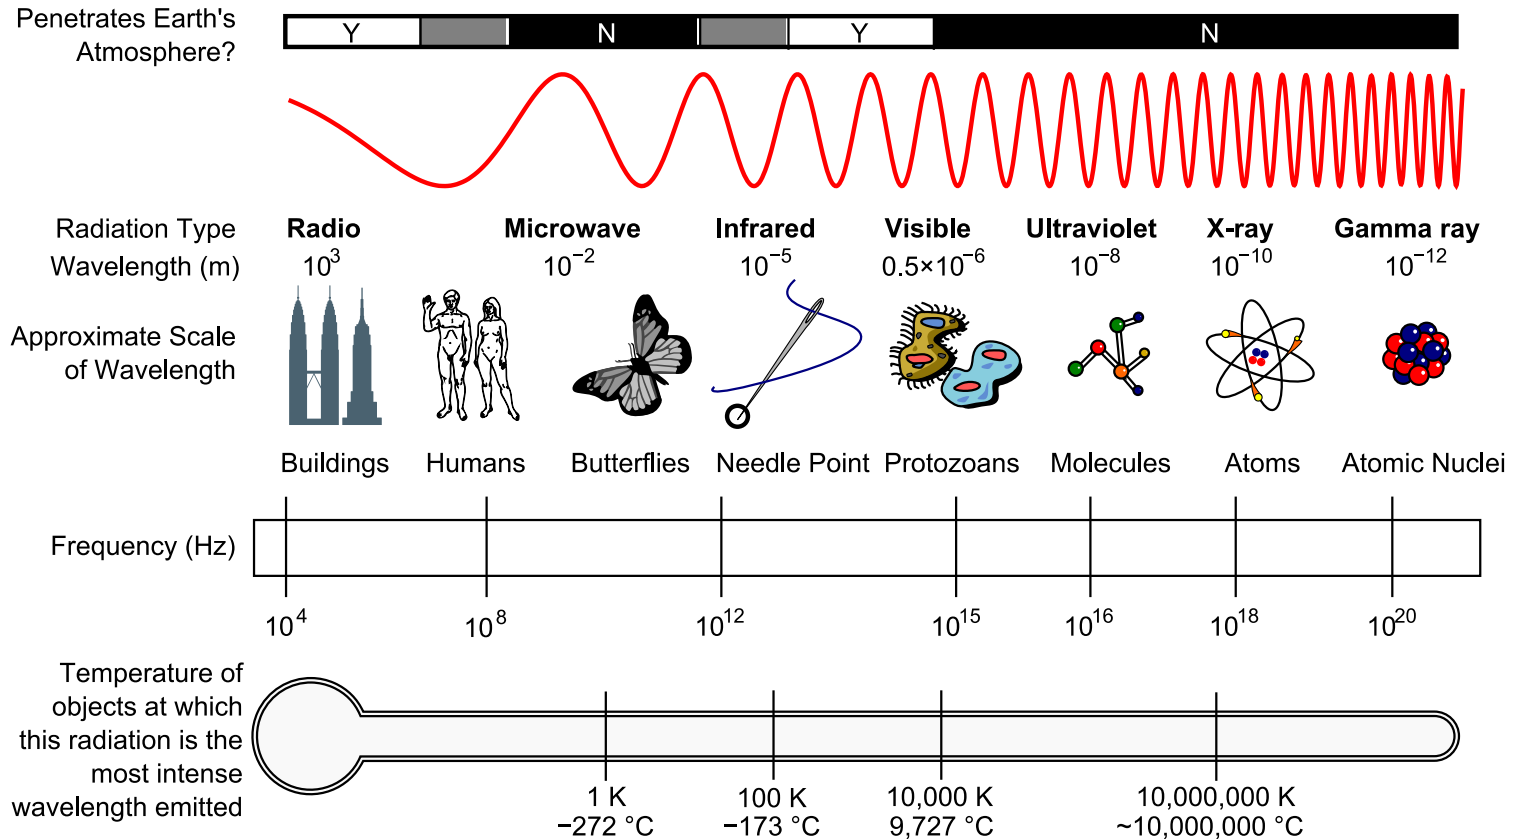 Penetrates Earth's
Atmosphere?
Y N Y N
Radiation Type
Radio Microwave Infrared Visible Ultraviolet X-ray Gamma ray
Wavelength (m)
10³ 10⁻² 10⁻⁵ 0.5×10⁻⁶ 10⁻⁸ 10⁻¹⁰ 10⁻¹²
Approximate Scale
of Wavelength
Buildings Humans Butterflies Needle Point Protozoans Molecules Atoms Atomic Nuclei
Frequency (Hz)
10⁴ 10⁸ 10¹² 10¹⁵ 10¹⁶ 10¹⁸ 10²⁰
Temperature of
objects at which
this radiation is the
most intense
wavelength emitted
1 K 100 K 10,000 K 10,000,000 K
−272 °C −173 °C 9,727 °C ~10,000,000 °C